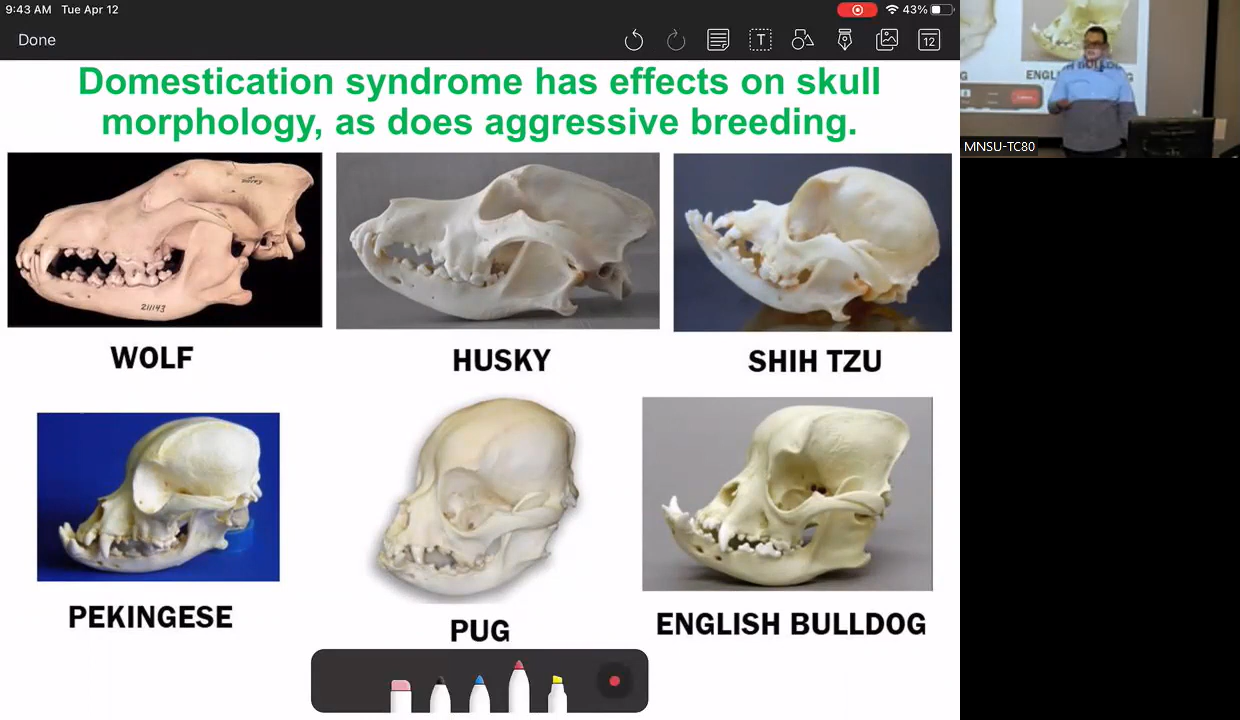 9:43 AM Tue Apr 12
43%
Done
T
12
Domestication syndrome has effects on skull
morphology, as does aggressive breeding.
211143
WOLF
HUSKY
SHIH TZU
PEKINGESE
PUG
ENGLISH BULLDOG
MNSU-TC80